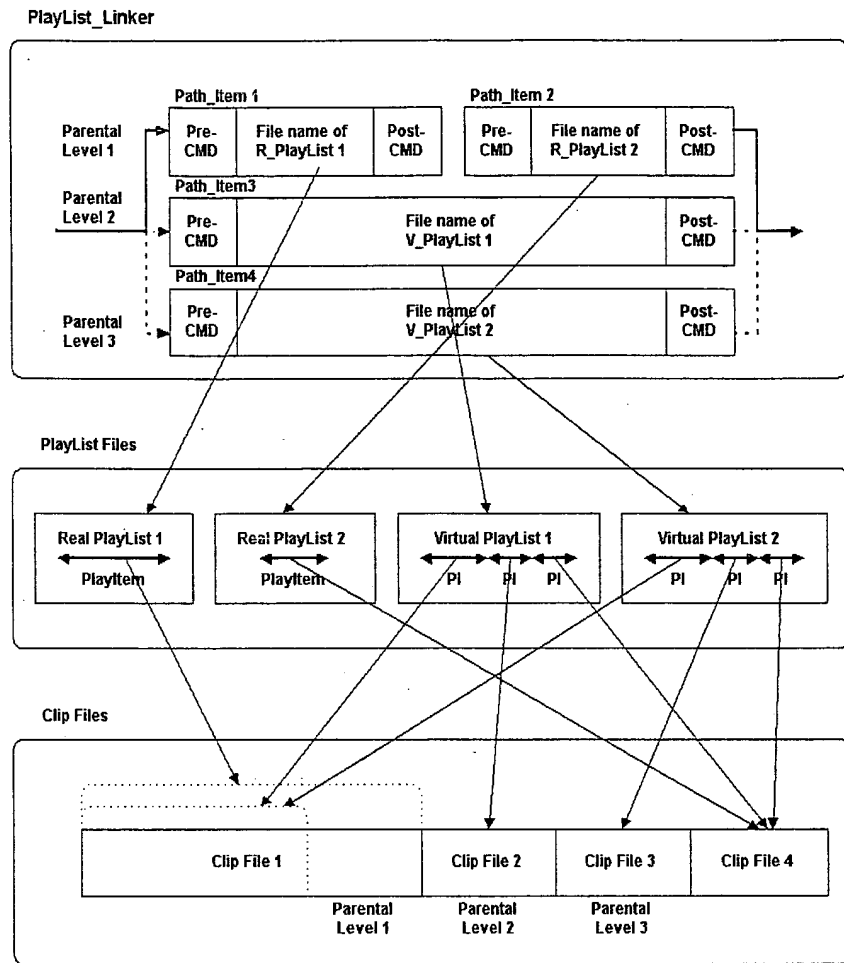 PlayList_Linker
Path_Item 1
Path_Item 2
Parental
Level 1
Pre-
CMD
File name of
R_PlayList 1
Post-
CMD
Pre-
CMD
File name of
R_PlayList 2
Post-
CMD
Path_Item3
Parental
Level 2
Pre-
CMD
File name of
V_PlayList 1
Post-
CMD
Path_Item4
Parental
Level 3
Pre-
CMD
File name of
V_PlayList 2
Post-
CMD
PlayList Files
Real PlayList 1
PlayItem
Real PlayList 2
PlayItem
Virtual PlayList 1
PI PI PI
Virtual PlayList 2
PI PI PI
Clip Files
Clip File 1
Clip File 2
Clip File 3
Clip File 4
Parental
Level 1
Parental
Level 2
Parental
Level 3